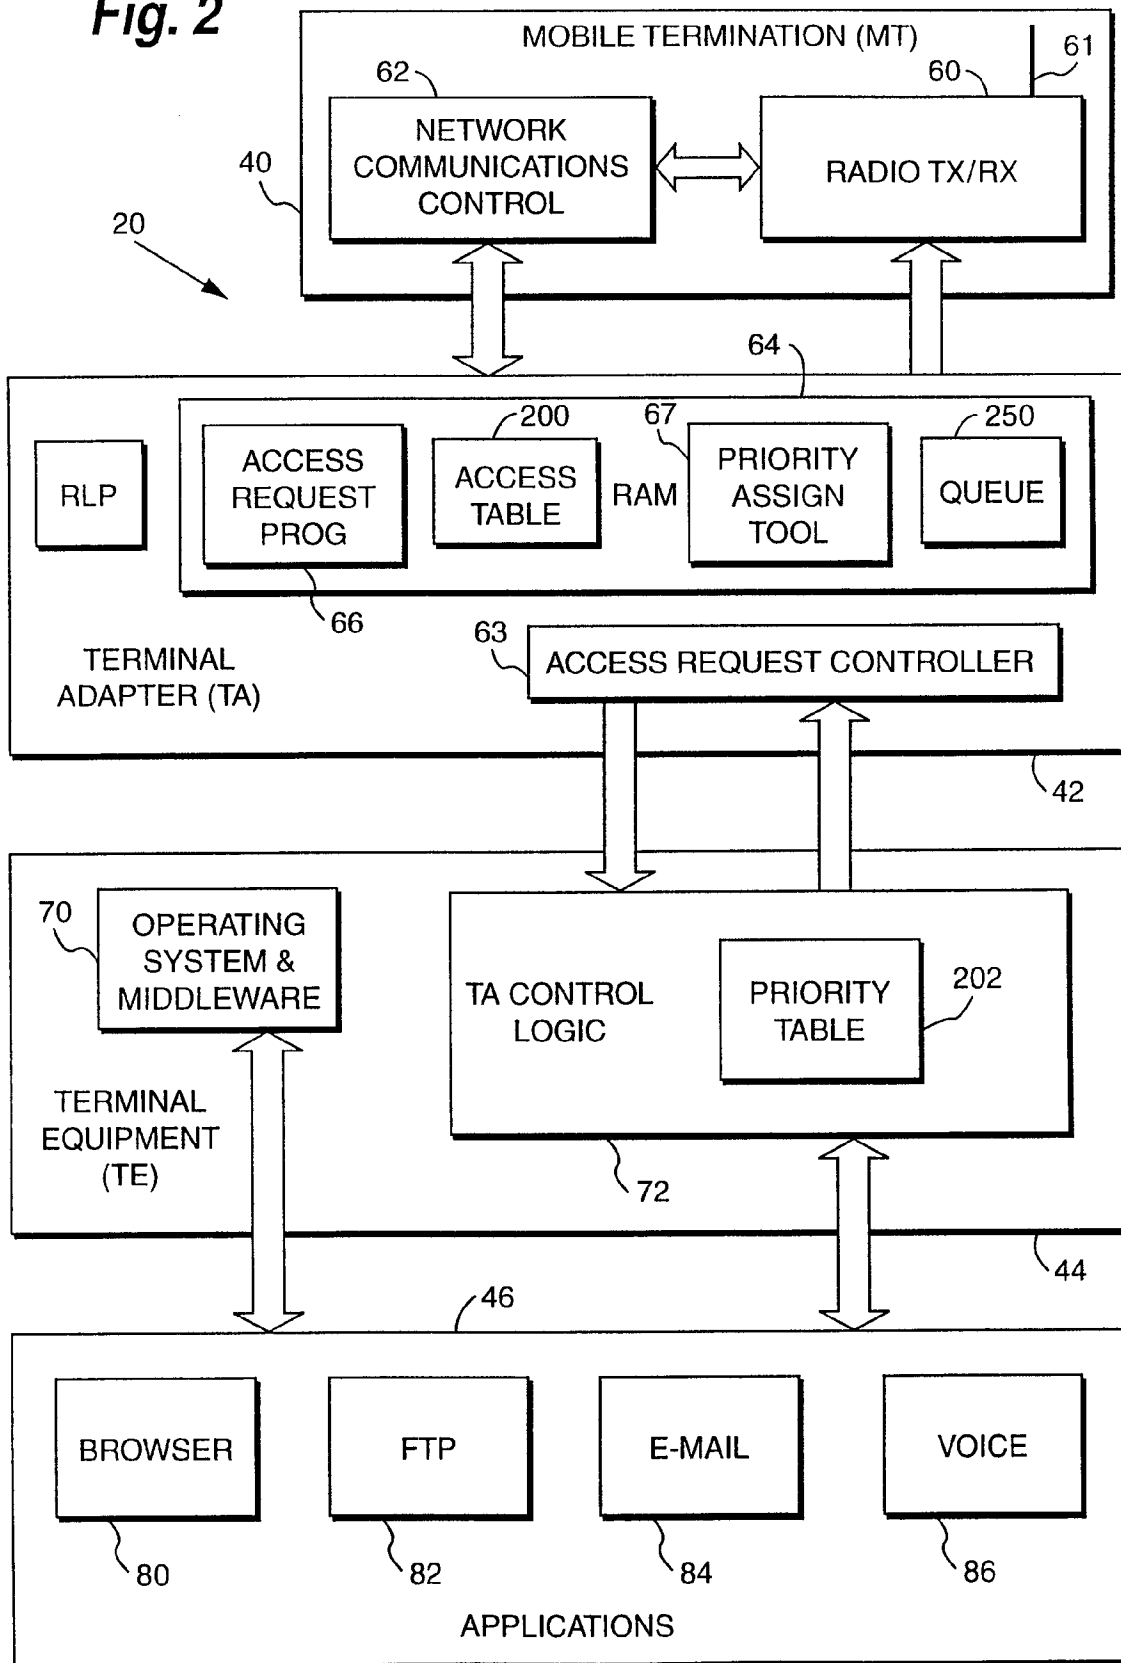 Fig. 2
MOBILE TERMINATION (MT)
61
62
60
NETWORK
COMMUNICATIONS
CONTROL
RADIO TX/RX
40
20
64
200
67
250
RLP
ACCESS
REQUEST
PROG
ACCESS
TABLE
RAM
PRIORITY
ASSIGN
TOOL
QUEUE
66
63
ACCESS REQUEST CONTROLLER
TERMINAL
ADAPTER (TA)
42
70
OPERATING
SYSTEM &
MIDDLEWARE
TA CONTROL
LOGIC
PRIORITY
TABLE
202
TERMINAL
EQUIPMENT
(TE)
72
44
46
BROWSER
FTP
E-MAIL
VOICE
80
82
84
86
APPLICATIONS